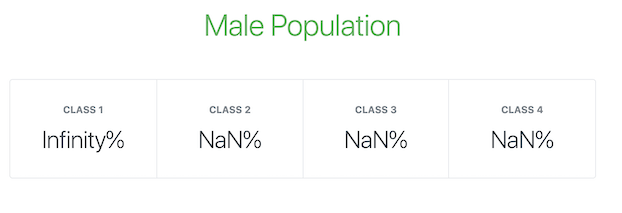 Male Population
CLASS 1 CLASS 2 CLASS 3 CLASS 4
Infinity% NaN% NaN% NaN%